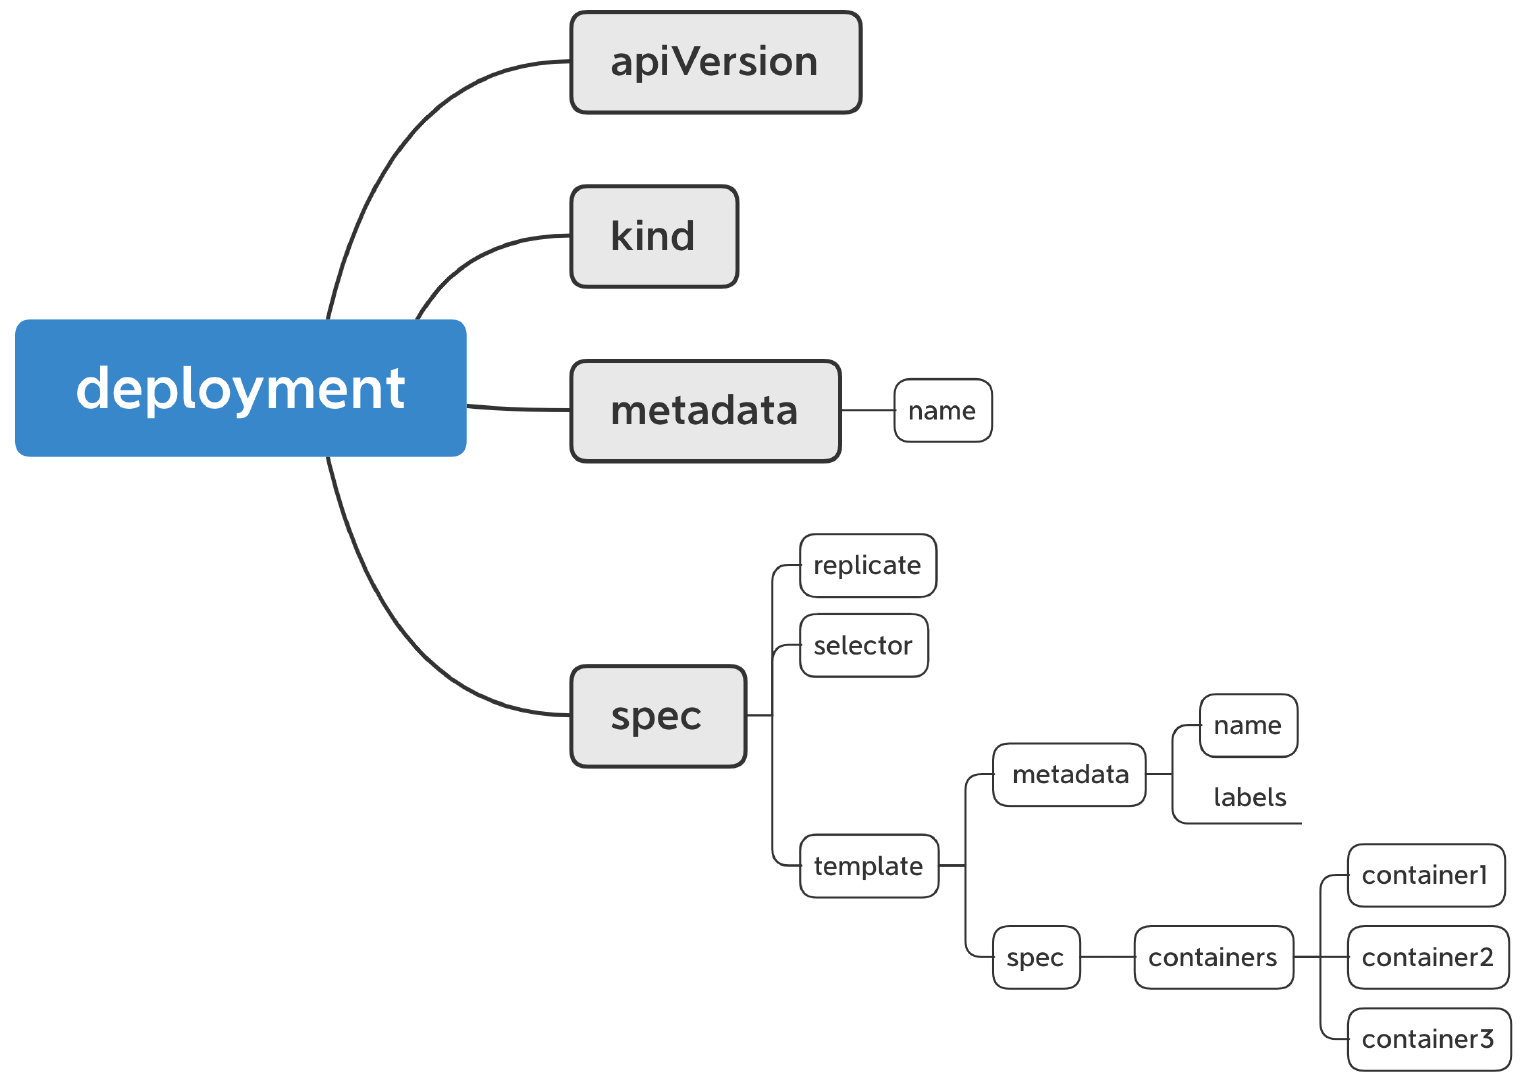 apiVersion
kind
deployment
metadata
name
replicate
selector
spec
name
metadata
labels
template
container1
spec
containers
container2
container3